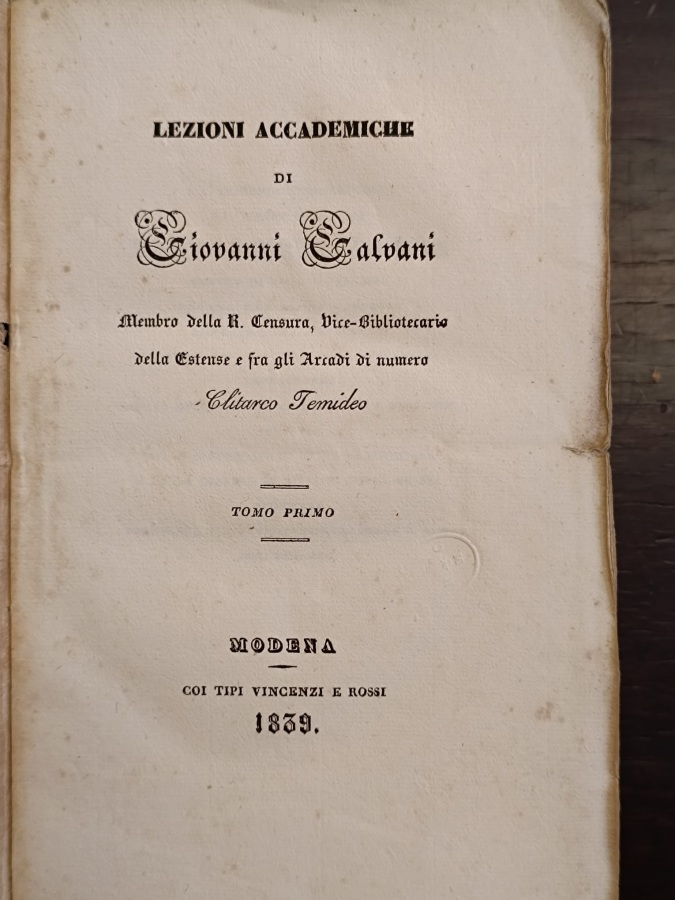 LEZIONI ACCADEMICHE
DI
Giovanni Galvani
Membro della R. Censura, Vice-Bibliotecario
della Estense e fra gli Arcadi di numero
Clitarco Temideo
TOMO PRIMO
MODENA
COI TIPI VINCENZI E ROSSI
1839.